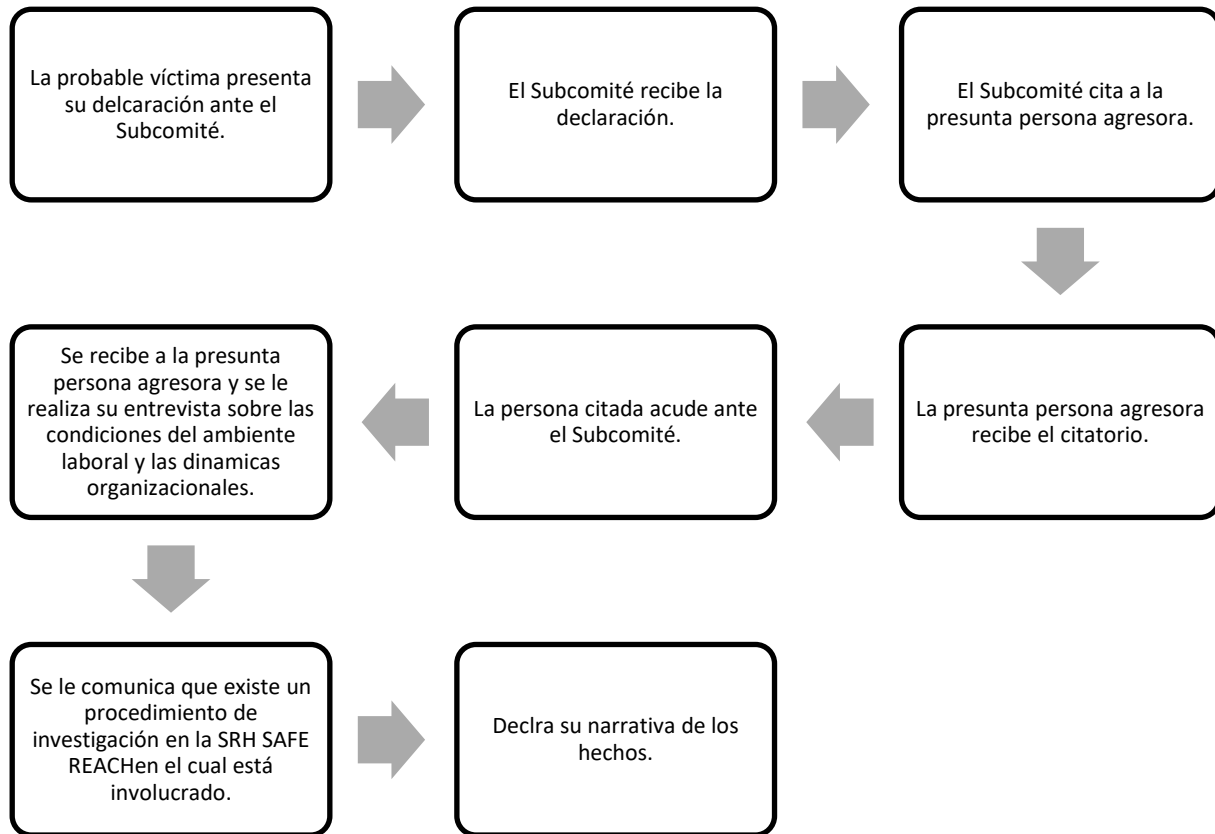 La probable víctima presenta
su delcaración ante el
Subcomité.
El Subcomité recibe la
declaración.
El Subcomité cita a la
presunta persona agresora.
La presunta persona agresora
recibe el citatorio.
La persona citada acude ante
el Subcomité.
Se recibe a la presunta
persona agresora y se le
realiza su entrevista sobre las
condiciones del ambiente
laboral y las dinamicas
organizacionales.
Se le comunica que existe un
procedimiento de
investigación en la SRH SAFE
REACHen el cual está
involucrado.
Declra su narrativa de los
hechos.